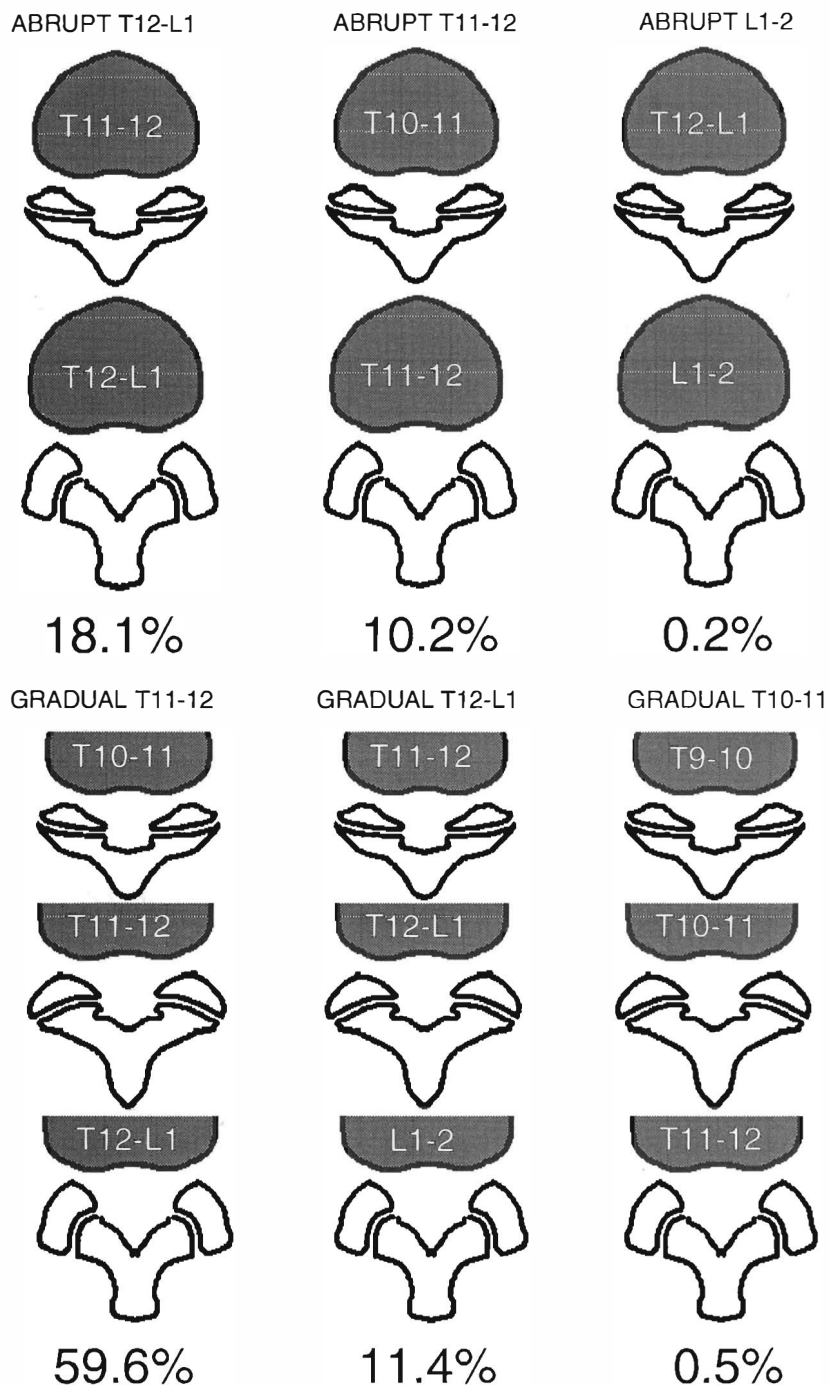 ABRUPT T12-L1 ABRUPT T11-12 ABRUPT L1-2
T11-12 T10-11 T12-L1
T12-L1 T11-12 L1-2
18.1% 10.2% 0.2%
GRADUAL T11-12 GRADUAL T12-L1 GRADUAL T10-11
T10-11 T11-12 T9-10
T11-12 T12-L1 T10-11
T12-L1 L1-2 T11-12
59.6% 11.4% 0.5%